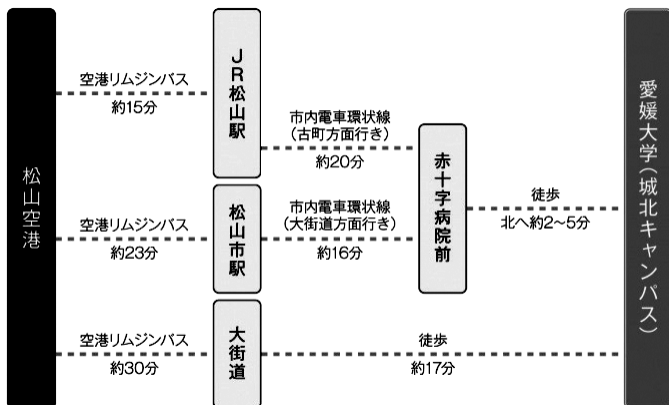 松山空港
空港リムジンバス
約15分
JR松山駅
市内電車環状線
(古町方面行き)
約20分
空港リムジンバス
約23分
松山市駅
市内電車環状線
(大街道方面行き)
約16分
赤十字病院前
徒歩
北へ約2〜5分
空港リムジンバス
約30分
大街道
徒歩
約17分
愛媛大学(城北キャンパス)